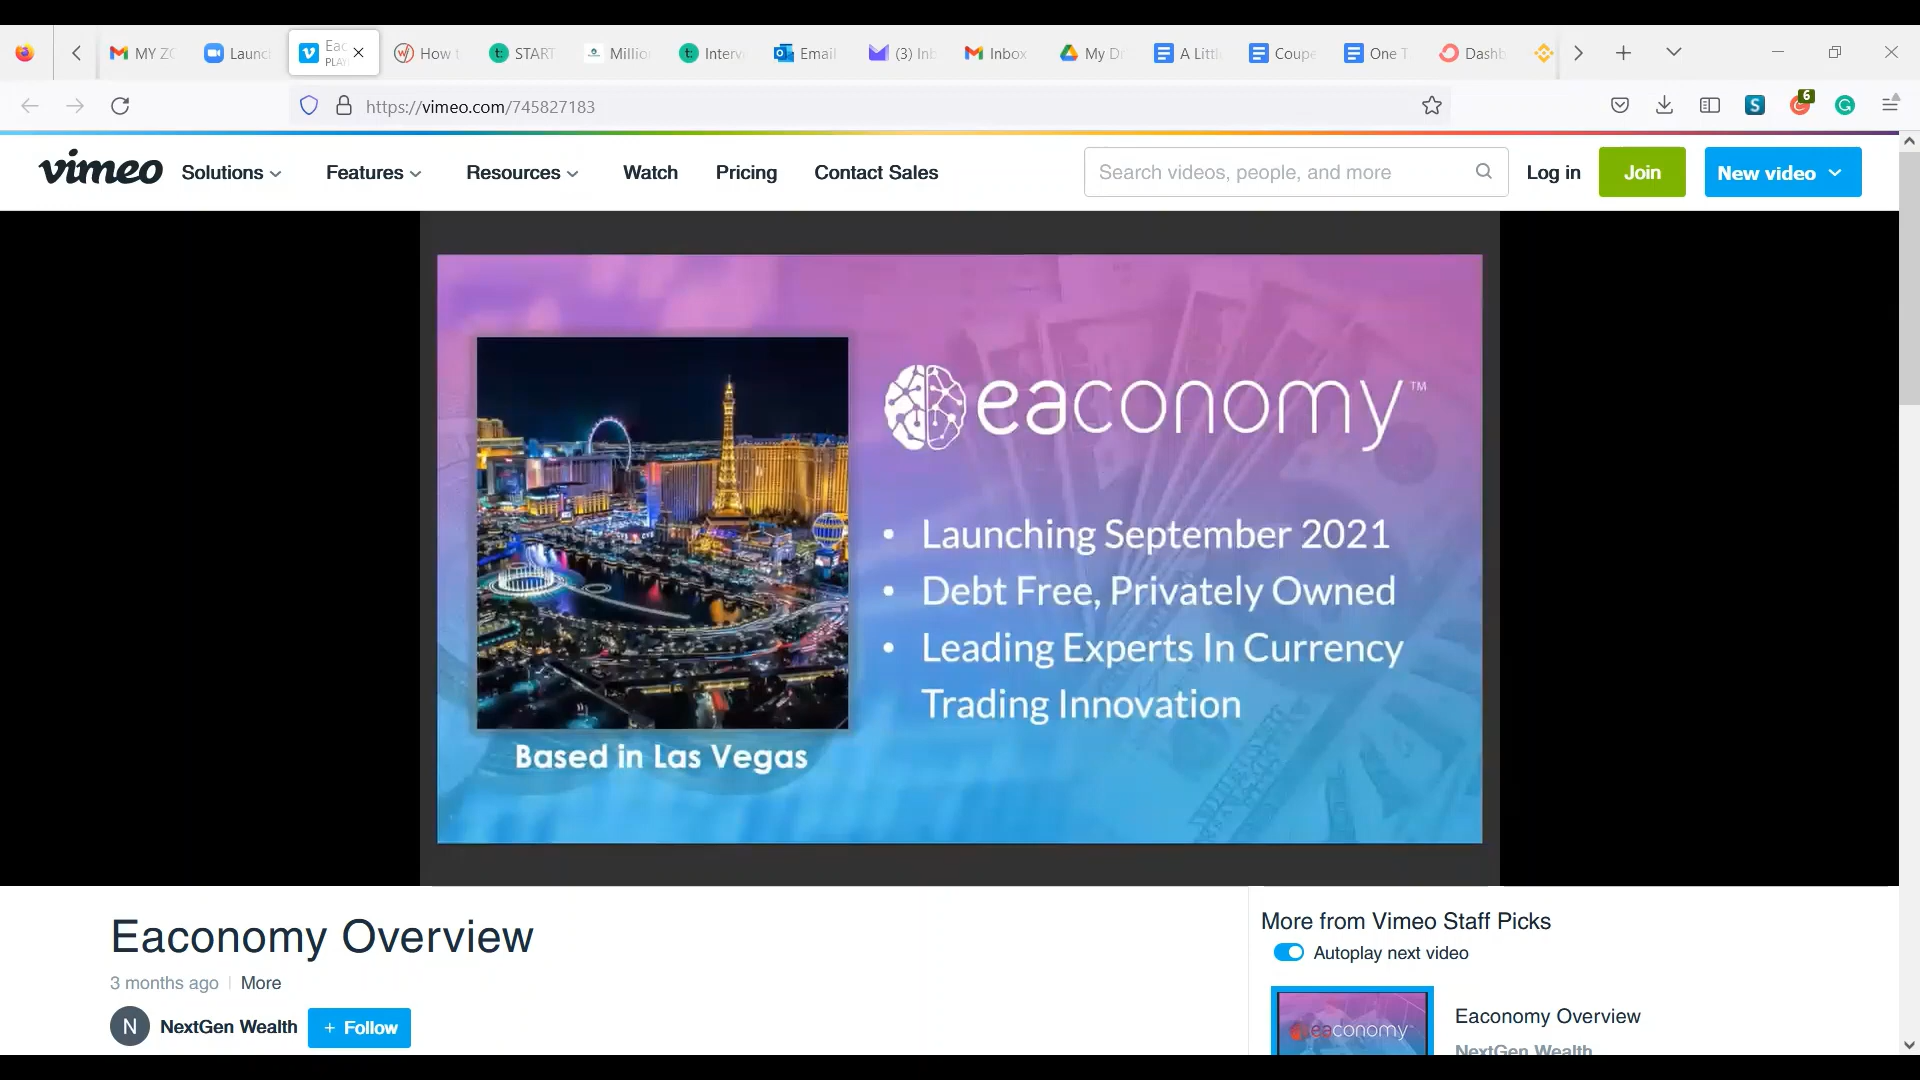 MY ZO
Launc
Eac
PLAY
How t
START
Millio
Interv
Email
(3) Inb
Inbox
My Dr
A Littl
Coupe
One T
Dashb
https://vimeo.com/745827183
6
vimeo
Solutions
Features
Resources
Watch
Pricing
Contact Sales
Search videos, people, and more
Log in
Join
New video
eaconomy™
• Launching September 2021
• Debt Free, Privately Owned
• Leading Experts In Currency
Trading Innovation
Based in Las Vegas
Eaconomy Overview
3 months ago | More
N
NextGen Wealth
+ Follow
More from Vimeo Staff Picks
Autoplay next video
eaconomy
Eaconomy Overview
NextGen Wealth